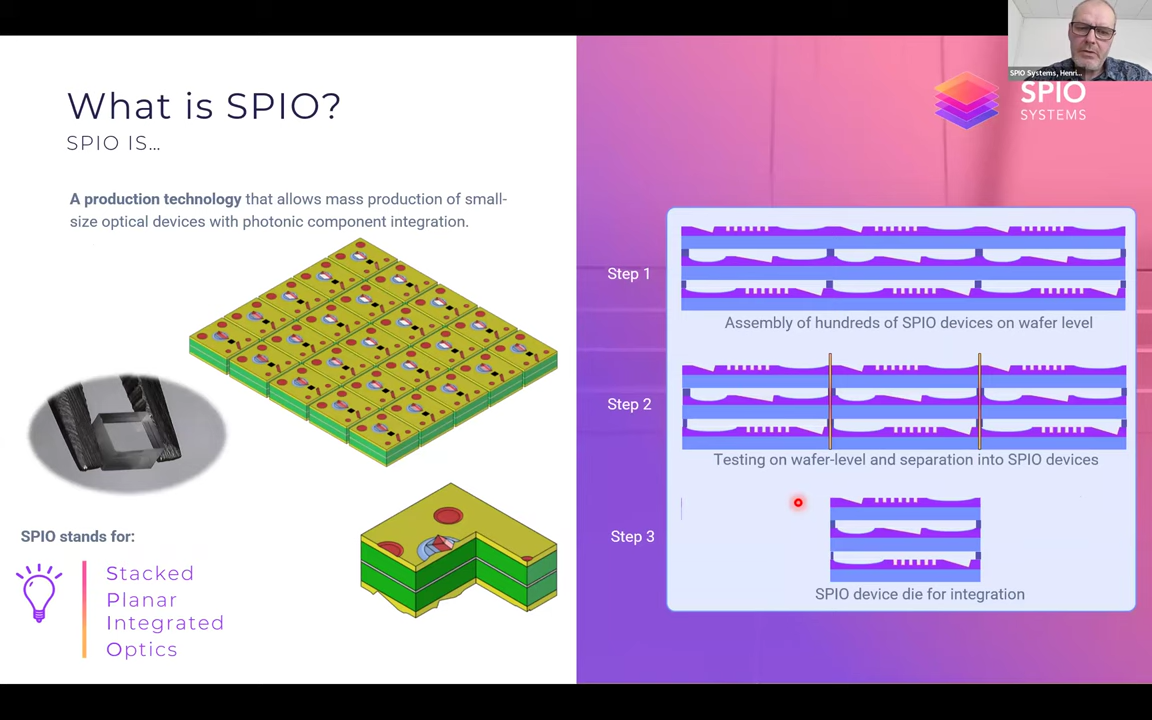 What is SPIO?
SPIO IS...
A production technology that allows mass production of small-
size optical devices with photonic component integration.
SPIO stands for:
Stacked
Planar
Integrated
Optics
SPIO Systems, Henri...
SPIO
SYSTEMS
Step 1
Assembly of hundreds of SPIO devices on wafer level
Step 2
Testing on wafer-level and separation into SPIO devices
Step 3
SPIO device die for integration